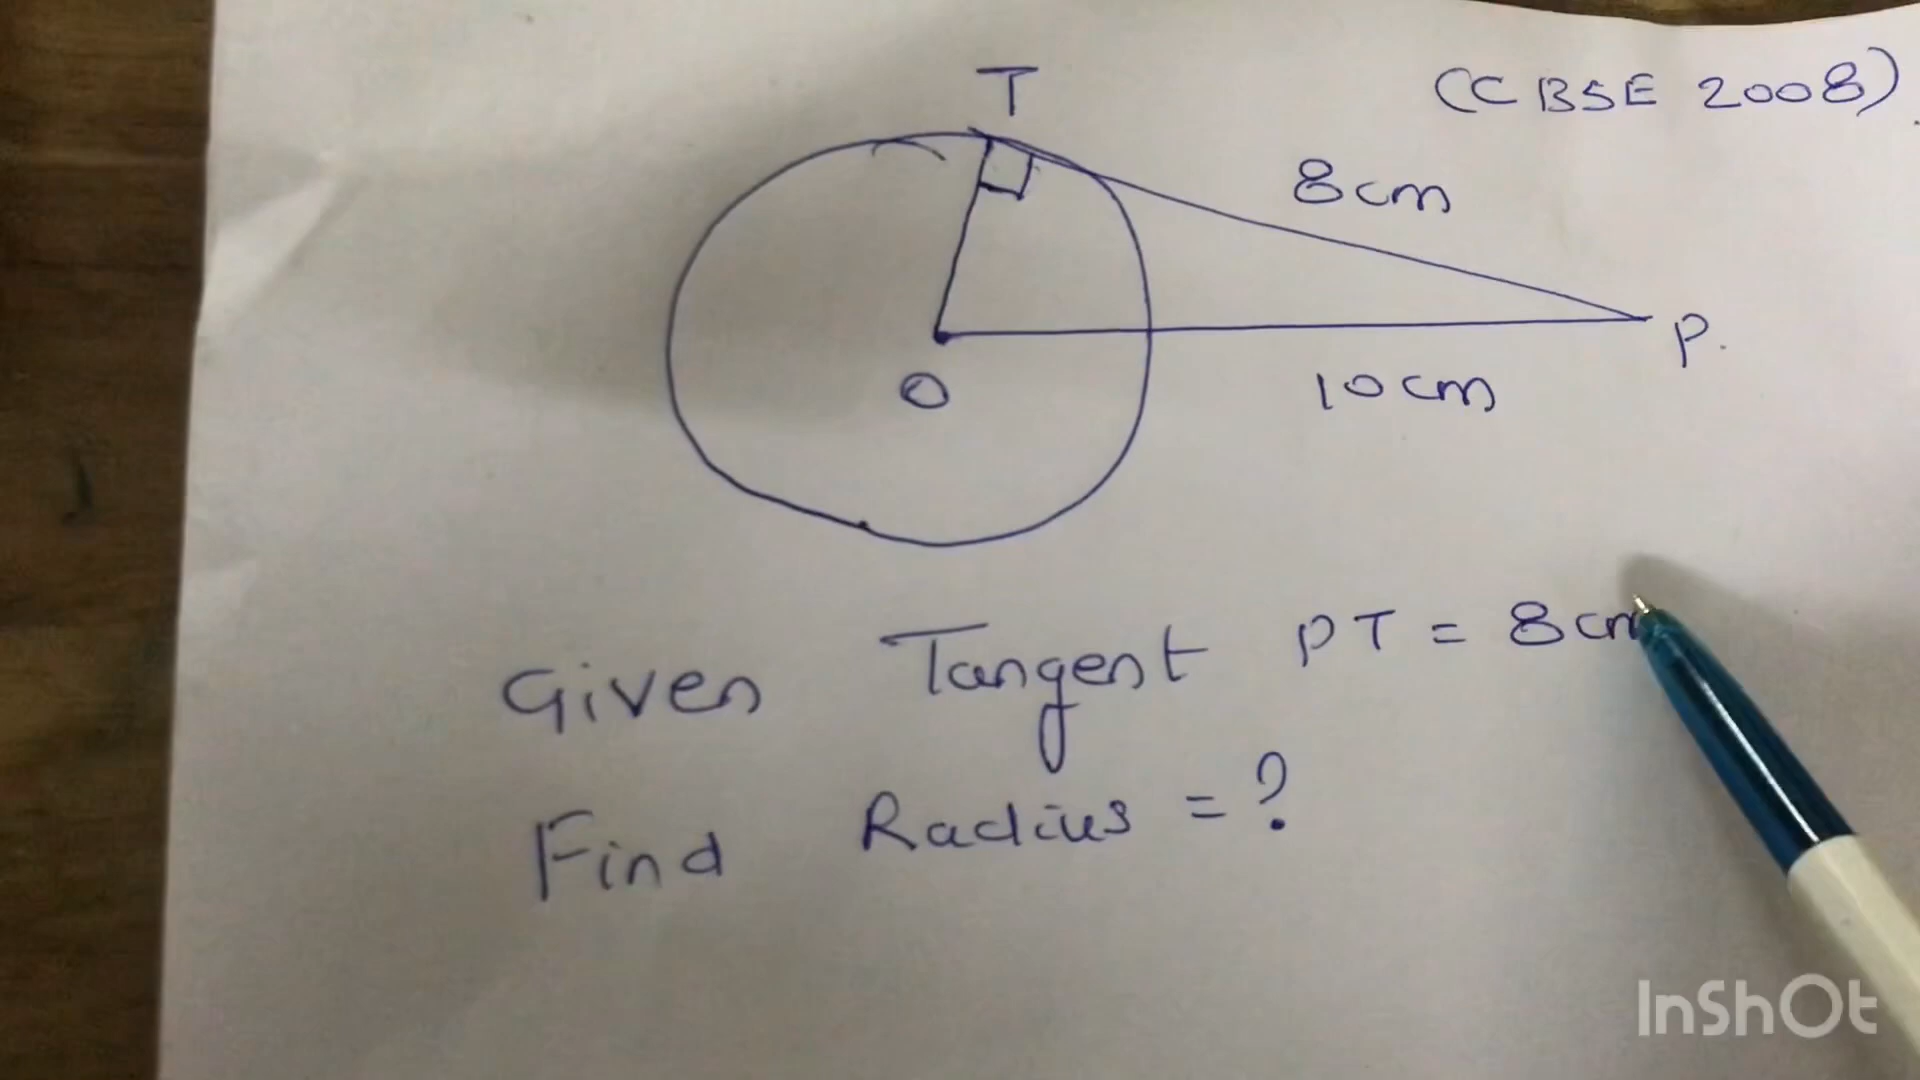 T
(CBSE 2008).
8cm
P.
O
10cm
Given Tangent PT = 8cm
Find Radius = ?
InShOt